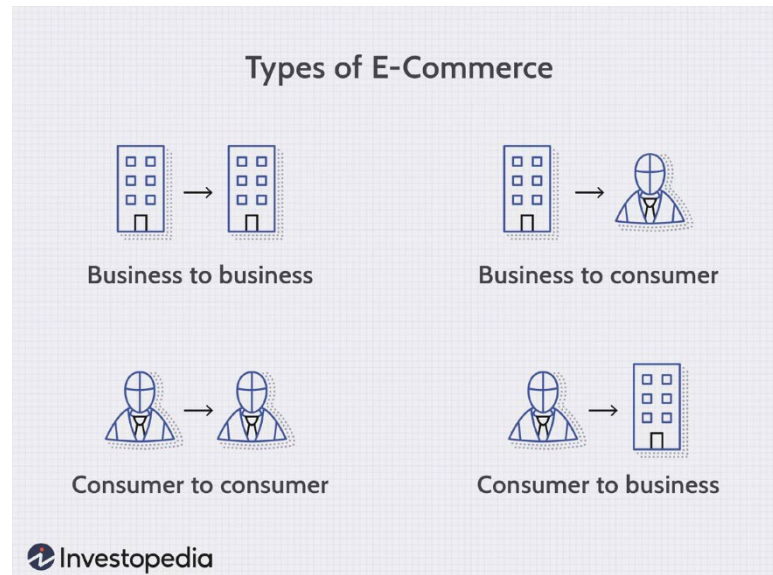 Types of E-Commerce
Business to business
Business to consumer
Consumer to consumer
Consumer to business
Investopedia